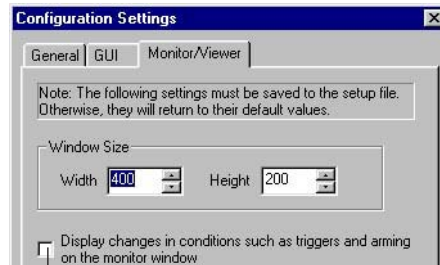 Configuration Settings
General GUI Monitor/Viewer
Note: The following settings must be saved to the setup file.
Otherwise, they will return to their default values.
Window Size
Width 400 Height 200
Display changes in conditions such as triggers and arming
on the monitor window